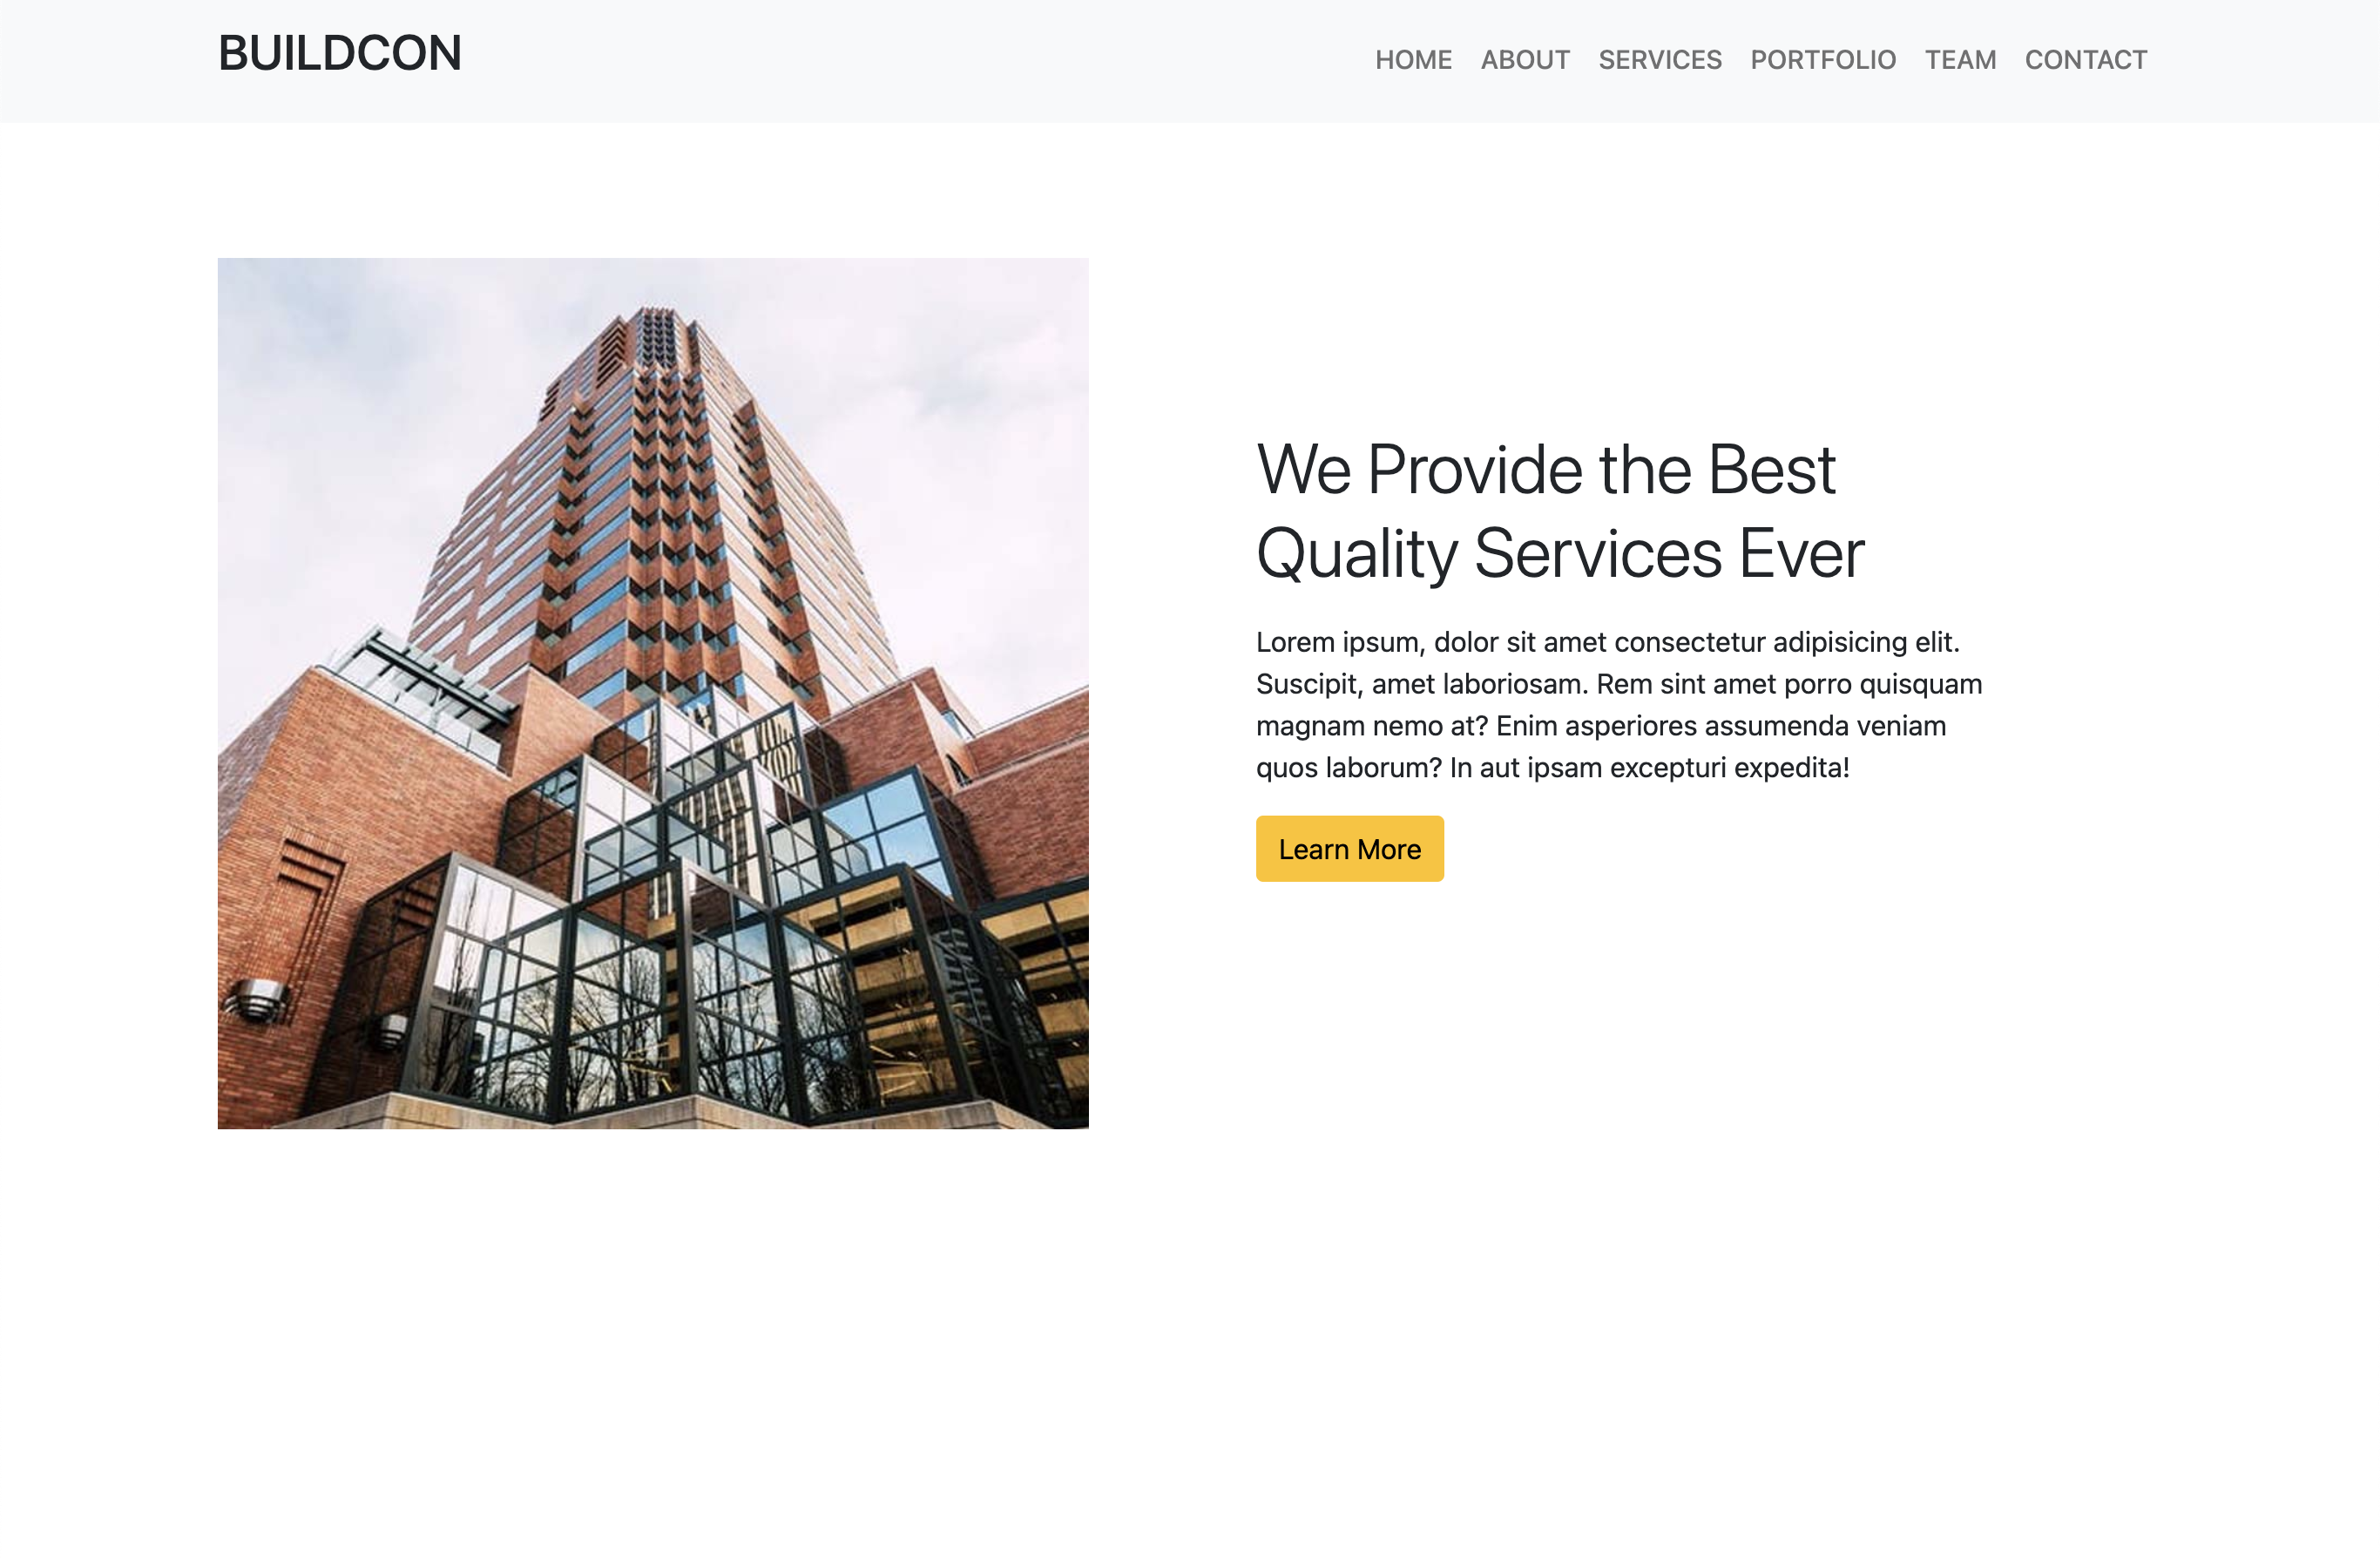 BUILDCON
HOME ABOUT SERVICES PORTFOLIO TEAM CONTACT
We Provide the Best
Quality Services Ever
Lorem ipsum, dolor sit amet consectetur adipisicing elit.
Suscipit, amet laboriosam. Rem sint amet porro quisquam
magnam nemo at? Enim asperiores assumenda veniam
quos laborum? In aut ipsam excepturi expedita!
Learn More